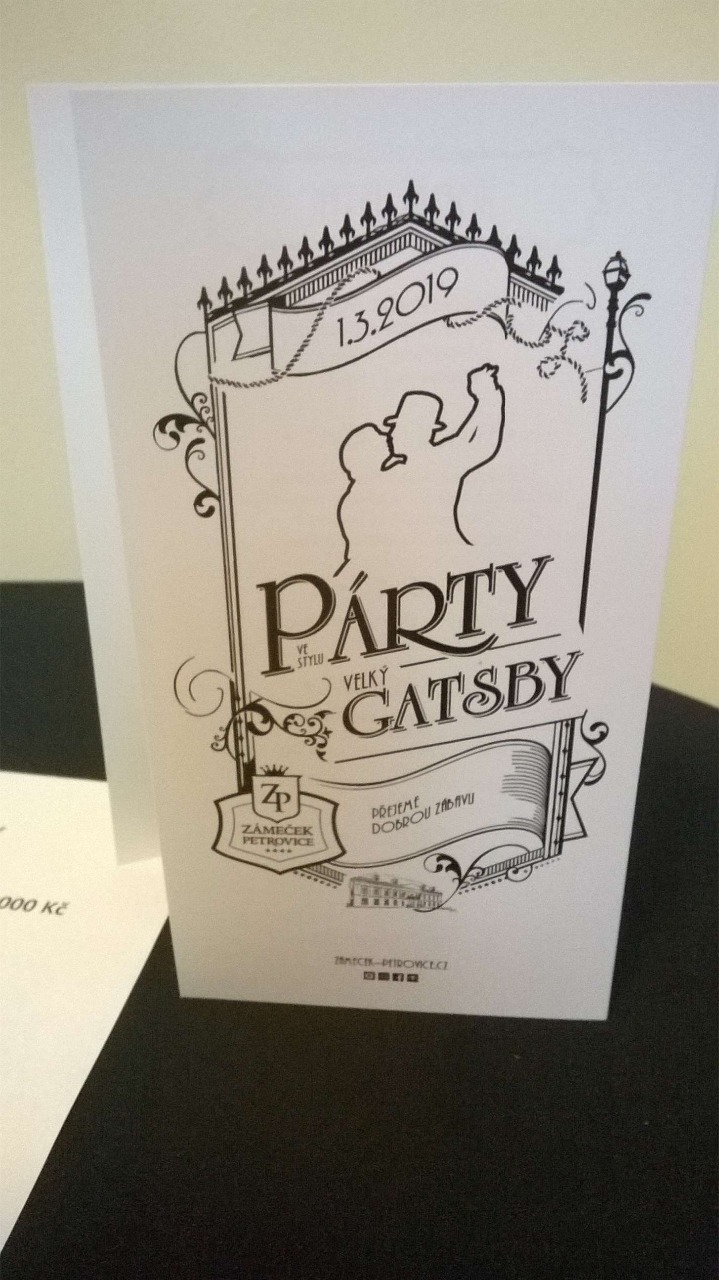 1.3.2019
PÁRTY
VE
STYLU
VELKÝ
GATSBY
ZP
ZÁMEČEK
PETROVICE
PŘEJEME
DOBROU ZÁBAVU
ZAMECEK-PETROVICE.CZ
000 Kč